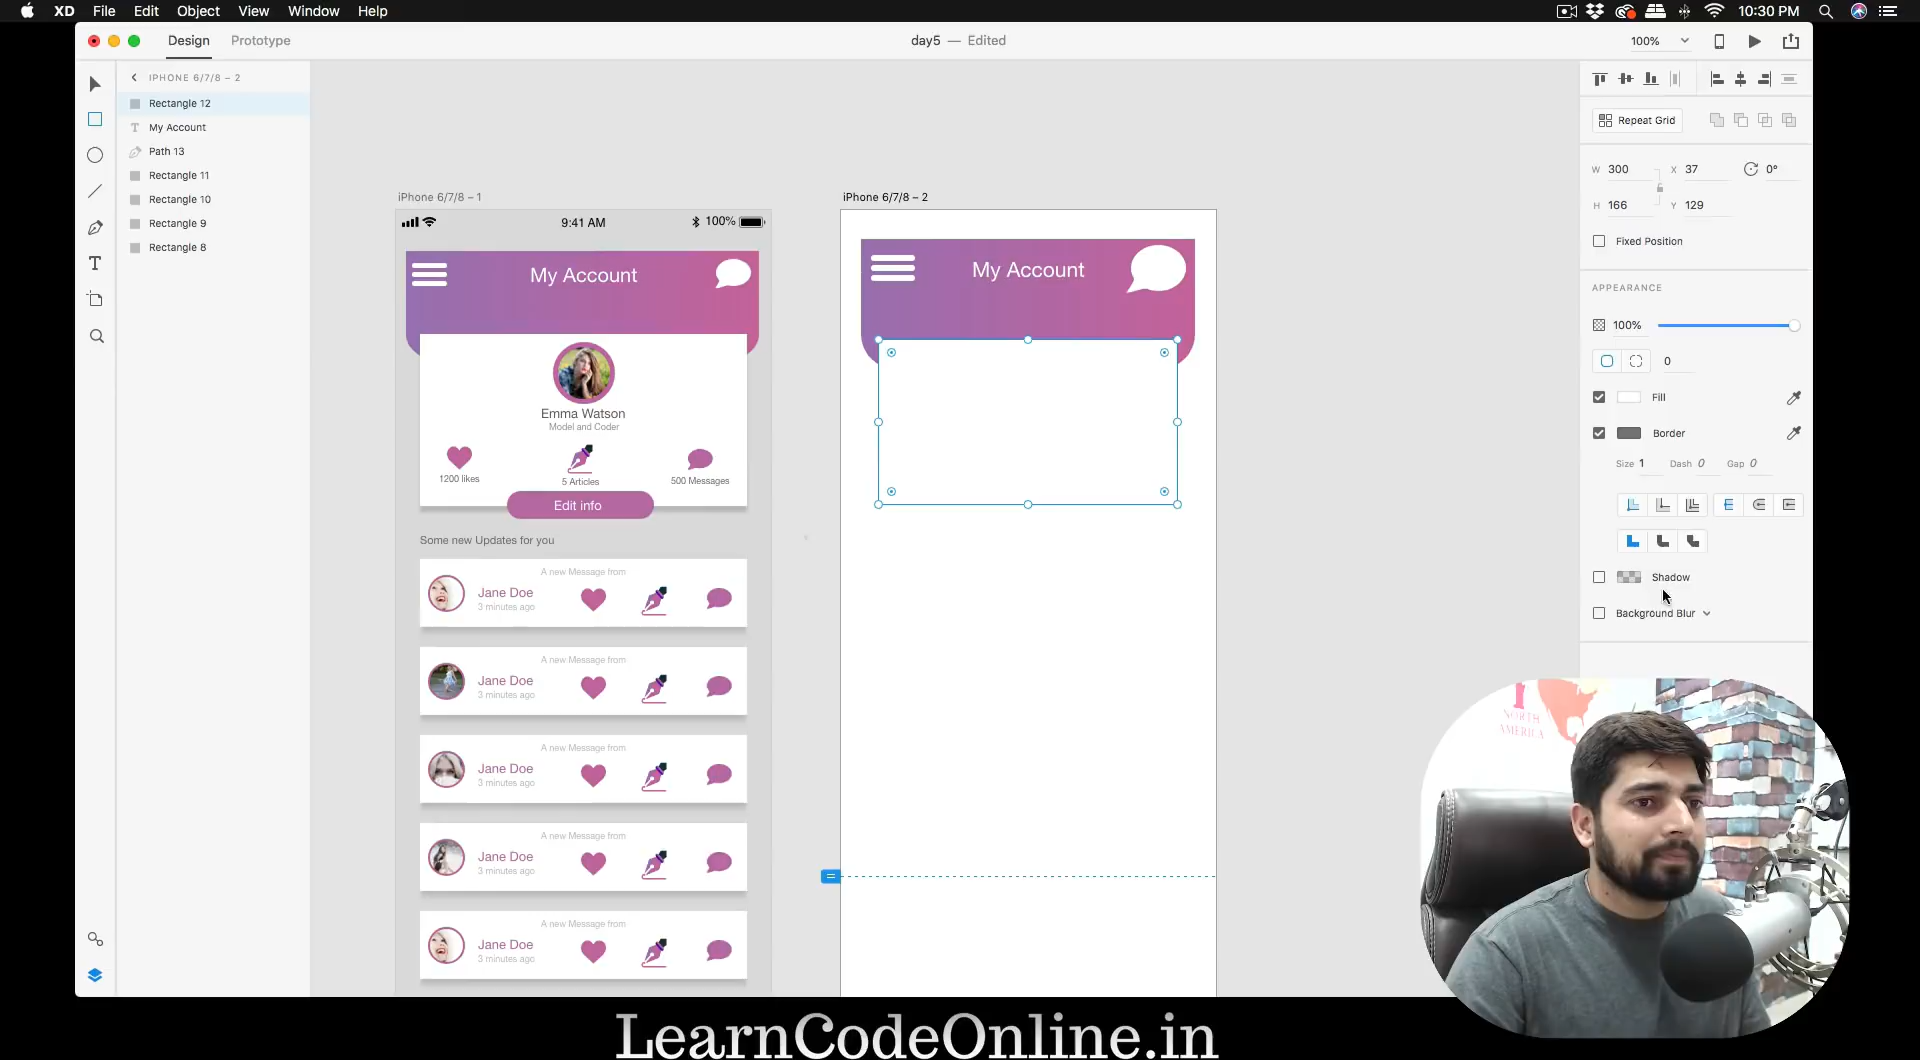 XD File Edit Object View Window Help
10:30 PM
Design Prototype
day5 — Edited
100%
IPHONE 6/7/8 – 2
Rectangle 12
My Account
Path 13
Rectangle 11
Rectangle 10
Rectangle 9
Rectangle 8
iPhone 6/7/8 – 1
9:41 AM
100%
My Account
Emma Watson
Model and Coder
1200 likes
5 Articles
500 Messages
Edit info
Some new Updates for you
A new Message from
Jane Doe
3 minutes ago
A new Message from
Jane Doe
3 minutes ago
A new Message from
Jane Doe
3 minutes ago
A new Message from
Jane Doe
3 minutes ago
A new Message from
Jane Doe
3 minutes ago
iPhone 6/7/8 – 2
My Account
Repeat Grid
W 300 X 37 0°
H 166 Y 129
Fixed Position
APPEARANCE
100%
0
Fill
Border
Size 1 Dash 0 Gap 0
Shadow
Background Blur
NORTH
AMERICA
LearnCodeOnline.in